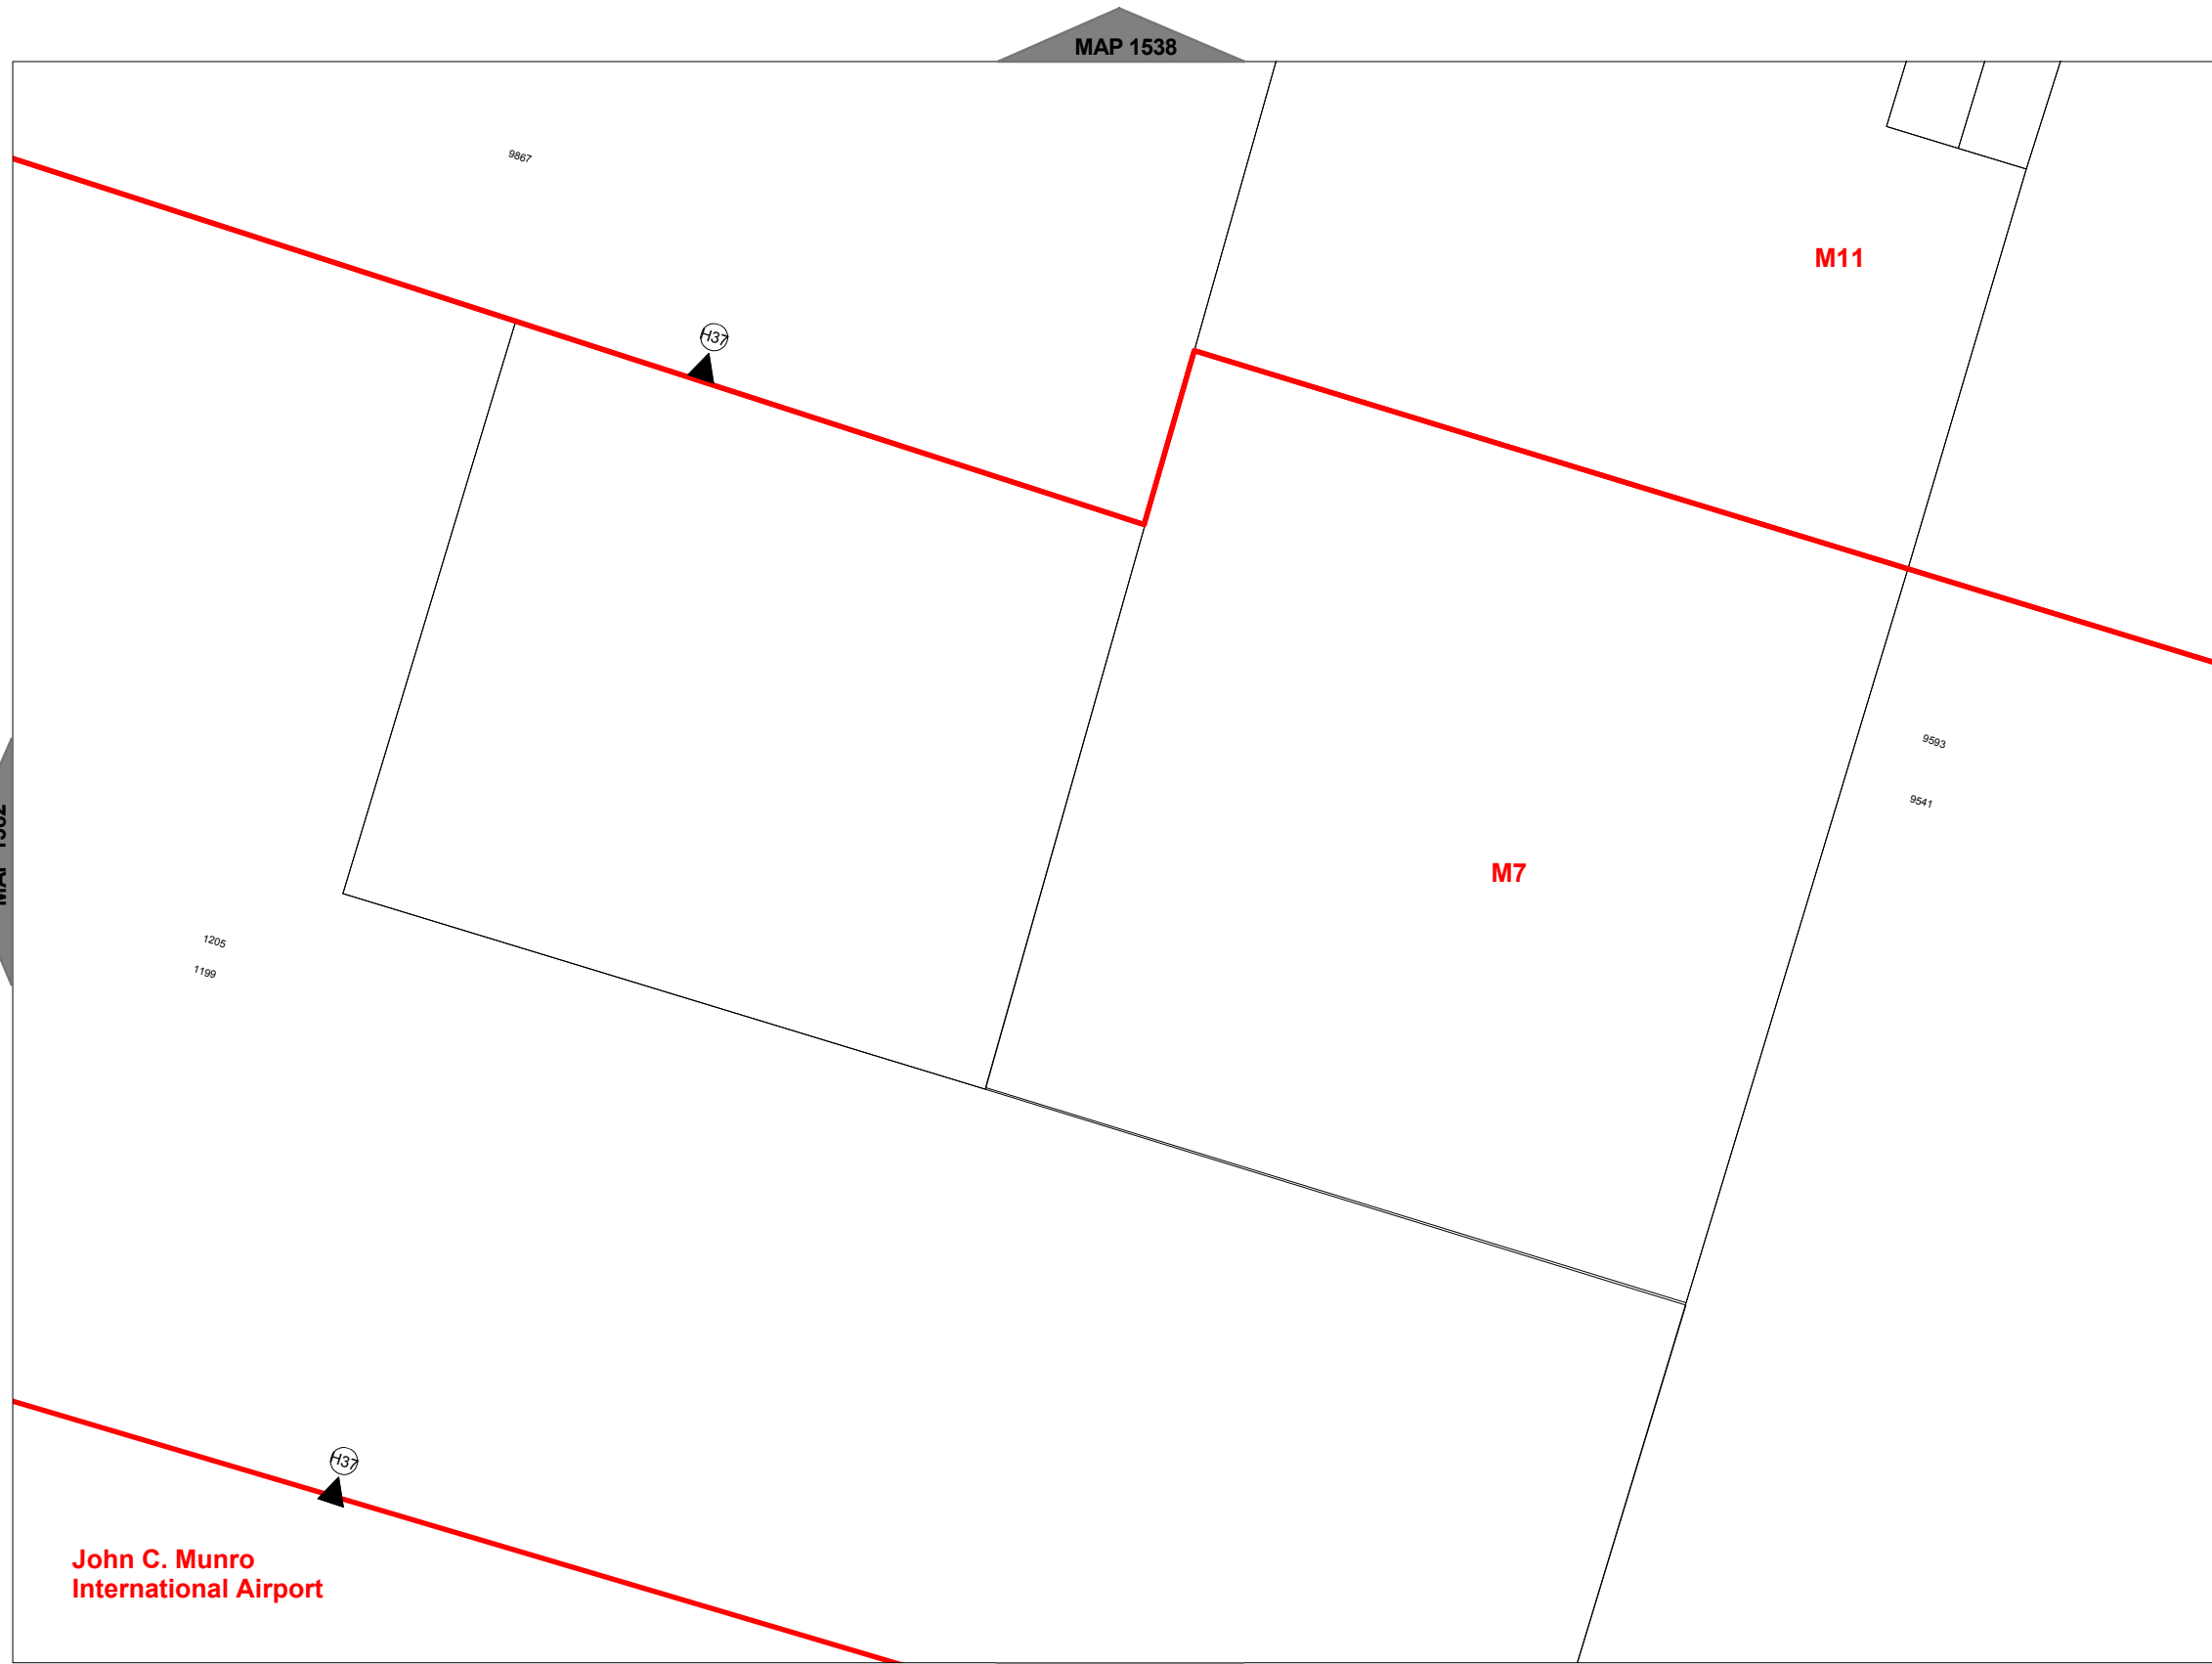 MAP 1538
9867
M11
H37
9593
9541
M7
1205
1199
H37
John C. Munro
International Airport